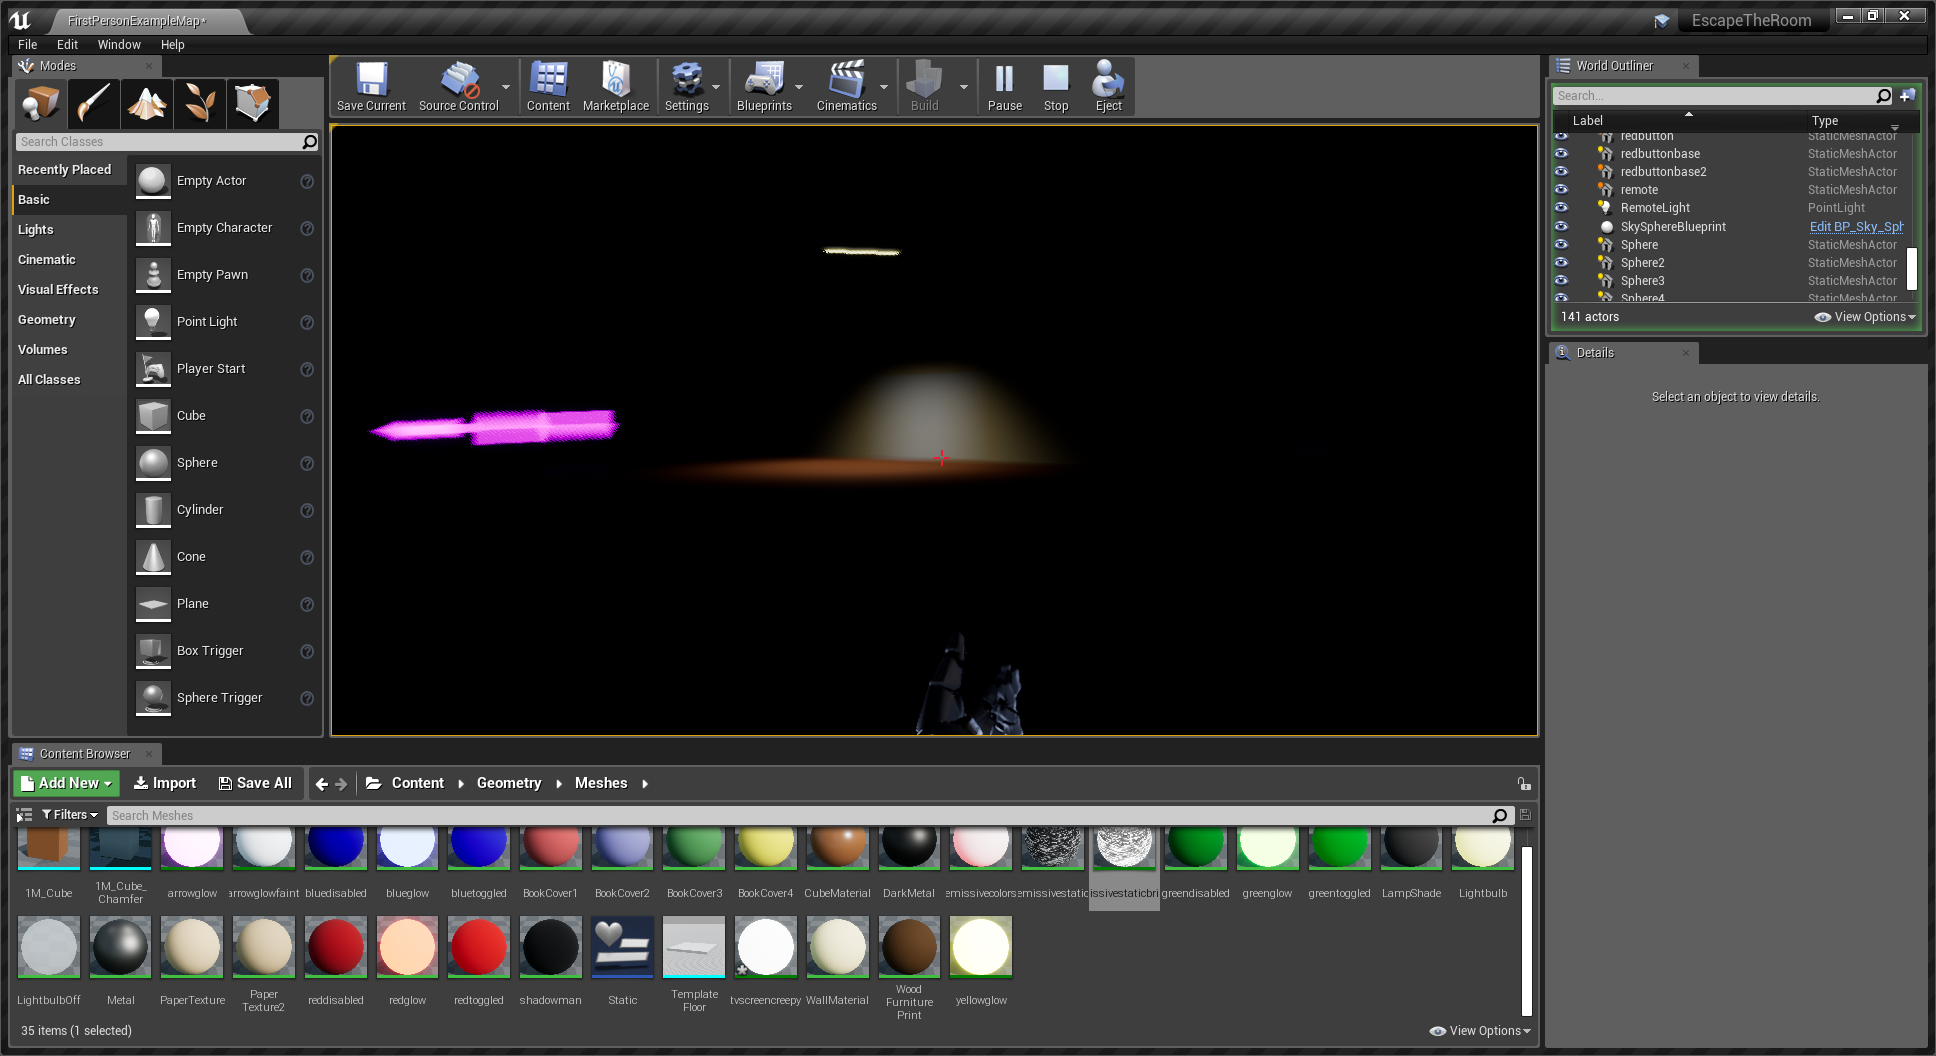 FirstPersonExampleMap*
EscapeTheRoom
File Edit Window Help
Modes
Search Classes
Recently Placed
Basic
Lights
Cinematic
Visual Effects
Geometry
Volumes
All Classes
Empty Actor
Empty Character
Empty Pawn
Point Light
Player Start
Cube
Sphere
Cylinder
Cone
Plane
Box Trigger
Sphere Trigger
Save Current Source Control Content Marketplace Settings Blueprints Cinematics Build Pause Stop Eject
World Outliner
Search...
Label Type
redbutton StaticMeshActor
redbuttonbase StaticMeshActor
redbuttonbase2 StaticMeshActor
remote StaticMeshActor
RemoteLight PointLight
SkySphereBlueprint Edit BP_Sky_Sph
Sphere StaticMeshActor
Sphere2 StaticMeshActor
Sphere3 StaticMeshActor
Sphere4 StaticMeshActor
141 actors View Options
Details
Select an object to view details.
Content Browser
Add New Import Save All Content Geometry Meshes
Filters Search Meshes
1M_Cube
1M_Cube_
Chamfer
arrowglow
arrowglowfaint
bluedisabled
blueglow
bluetoggled
BookCover1
BookCover2
BookCover3
BookCover4
CubeMaterial
DarkMetal
emissivecolors
emissivestatic
issivestaticbri
greendisabled
greenglow
greentoggled
LampShade
Lightbulb
LightbulbOff
Metal
PaperTexture
Paper
Texture2
reddisabled
redglow
redtoggled
shadowman
Static
Template
Floor
tvscreencreepy
WallMaterial
Wood
Furniture
Print
yellowglow
35 items (1 selected) View Options